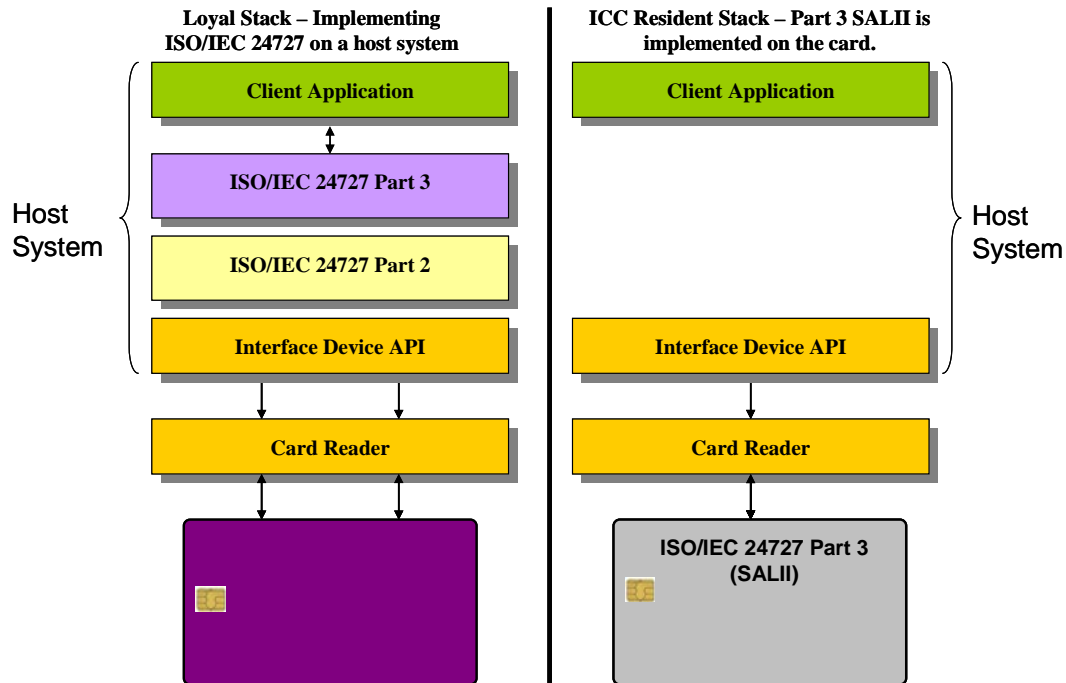 Loyal Stack – Implementing
ISO/IEC 24727 on a host system
Client Application
ISO/IEC 24727 Part 3
ISO/IEC 24727 Part 2
Interface Device API
Card Reader
Host
System
ICC Resident Stack – Part 3 SALII is
implemented on the card.
Client Application
Interface Device API
Card Reader
ISO/IEC 24727 Part 3
(SALII)
Host
System